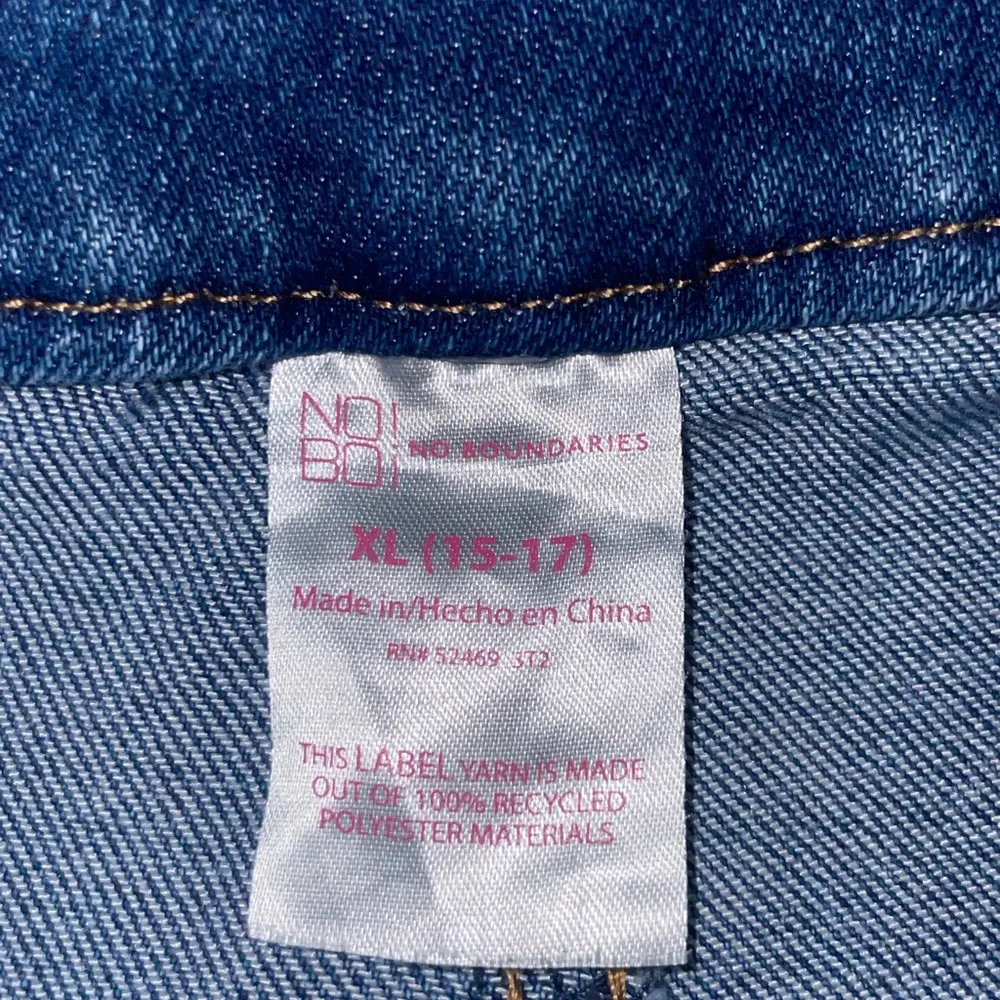 NO!
BO!
NO BOUNDARIES
XL (15-17)
Made in/Hecho en China
RN# 52469 3T2
THIS LABEL YARN IS MADE
OUT OF 100% RECYCLED
POLYESTER MATERIALS